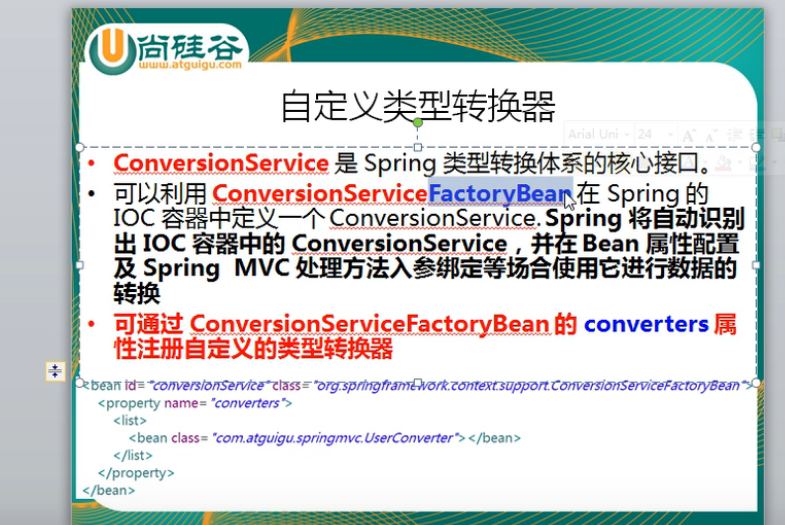 尚硅谷
www.atguigu.com
自定义类型转换器
Arial Uni 24
• ConversionService 是 Spring 类型转换体系的核心接口。
• 可以利用 ConversionServiceFactoryBean 在 Spring 的
IOC 容器中定义一个 ConversionService. Spring 将自动识别
出 IOC 容器中的 ConversionService，并在 Bean 属性配置
及 Spring MVC 处理方法入参绑定等场合使用它进行数据的
转换
• 可通过 ConversionServiceFactoryBean 的 converters 属
性注册自定义的类型转换器
<bean id="conversionService" class="org.springframework.context.support.ConversionServiceFactoryBean">
<property name="converters">
<list>
<bean class="com.atguigu.springmvc.UserConverter"></bean>
</list>
</property>
</bean>